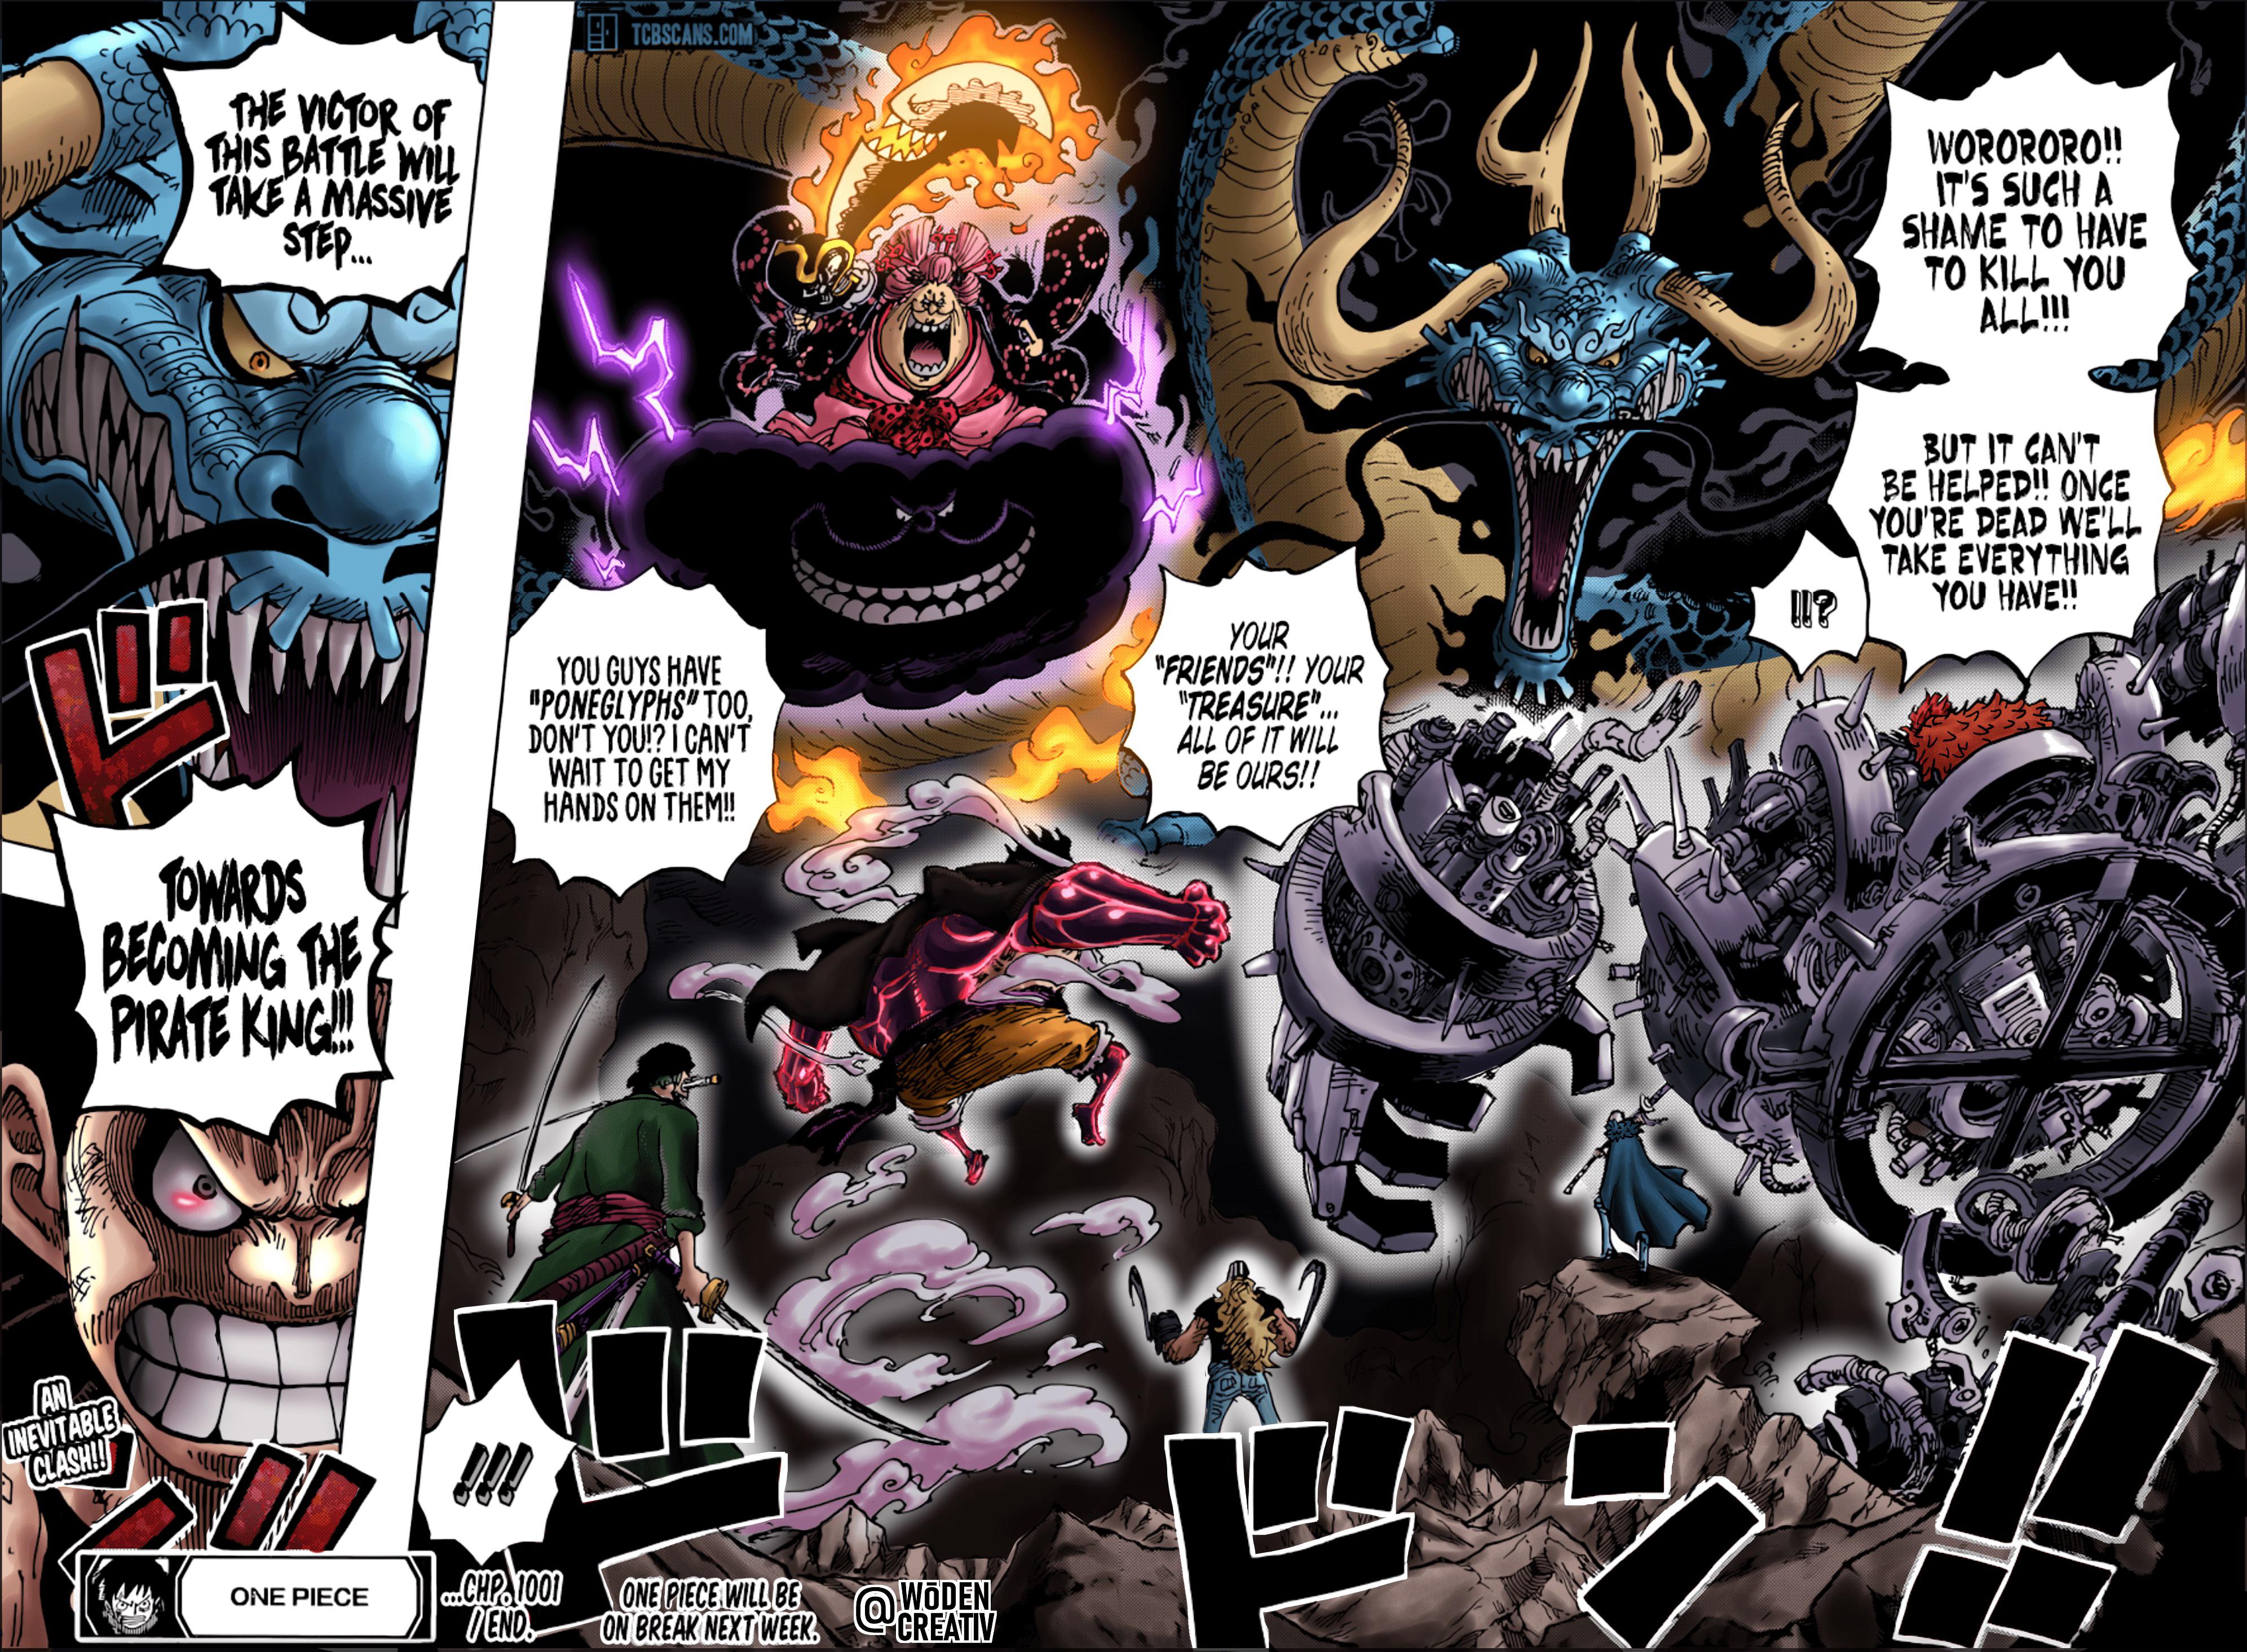 TCBSCANS.COM
WORORORO!!
IT'S SUCH A
SHAME TO HAVE
TO KILL YOU
ALL!!!
BUT IT CAN'T
BE HELPED!! ONCE
YOU'RE DEAD WE'LL
TAKE EVERYTHING
YOU HAVE!!
!!?
YOUR
"FRIENDS"!! YOUR
"TREASURE"...
ALL OF IT WILL
BE OURS!!
YOU GUYS HAVE
"PONEGLYPHS" TOO,
DON'T YOU!? I CAN'T
WAIT TO GET MY
HANDS ON THEM!!
!!!
ドドン!!
THE VICTOR OF
THIS BATTLE WILL
TAKE A MASSIVE
STEP...
ド
TOWARDS
BECOMING THE
PIRATE KING!!!
AN
INEVITABLE
CLASH!!
ONE PIECE
...CHP. 1001
/ END.
ONE PIECE WILL BE
ON BREAK NEXT WEEK.
@WŌDEN
CREATIV